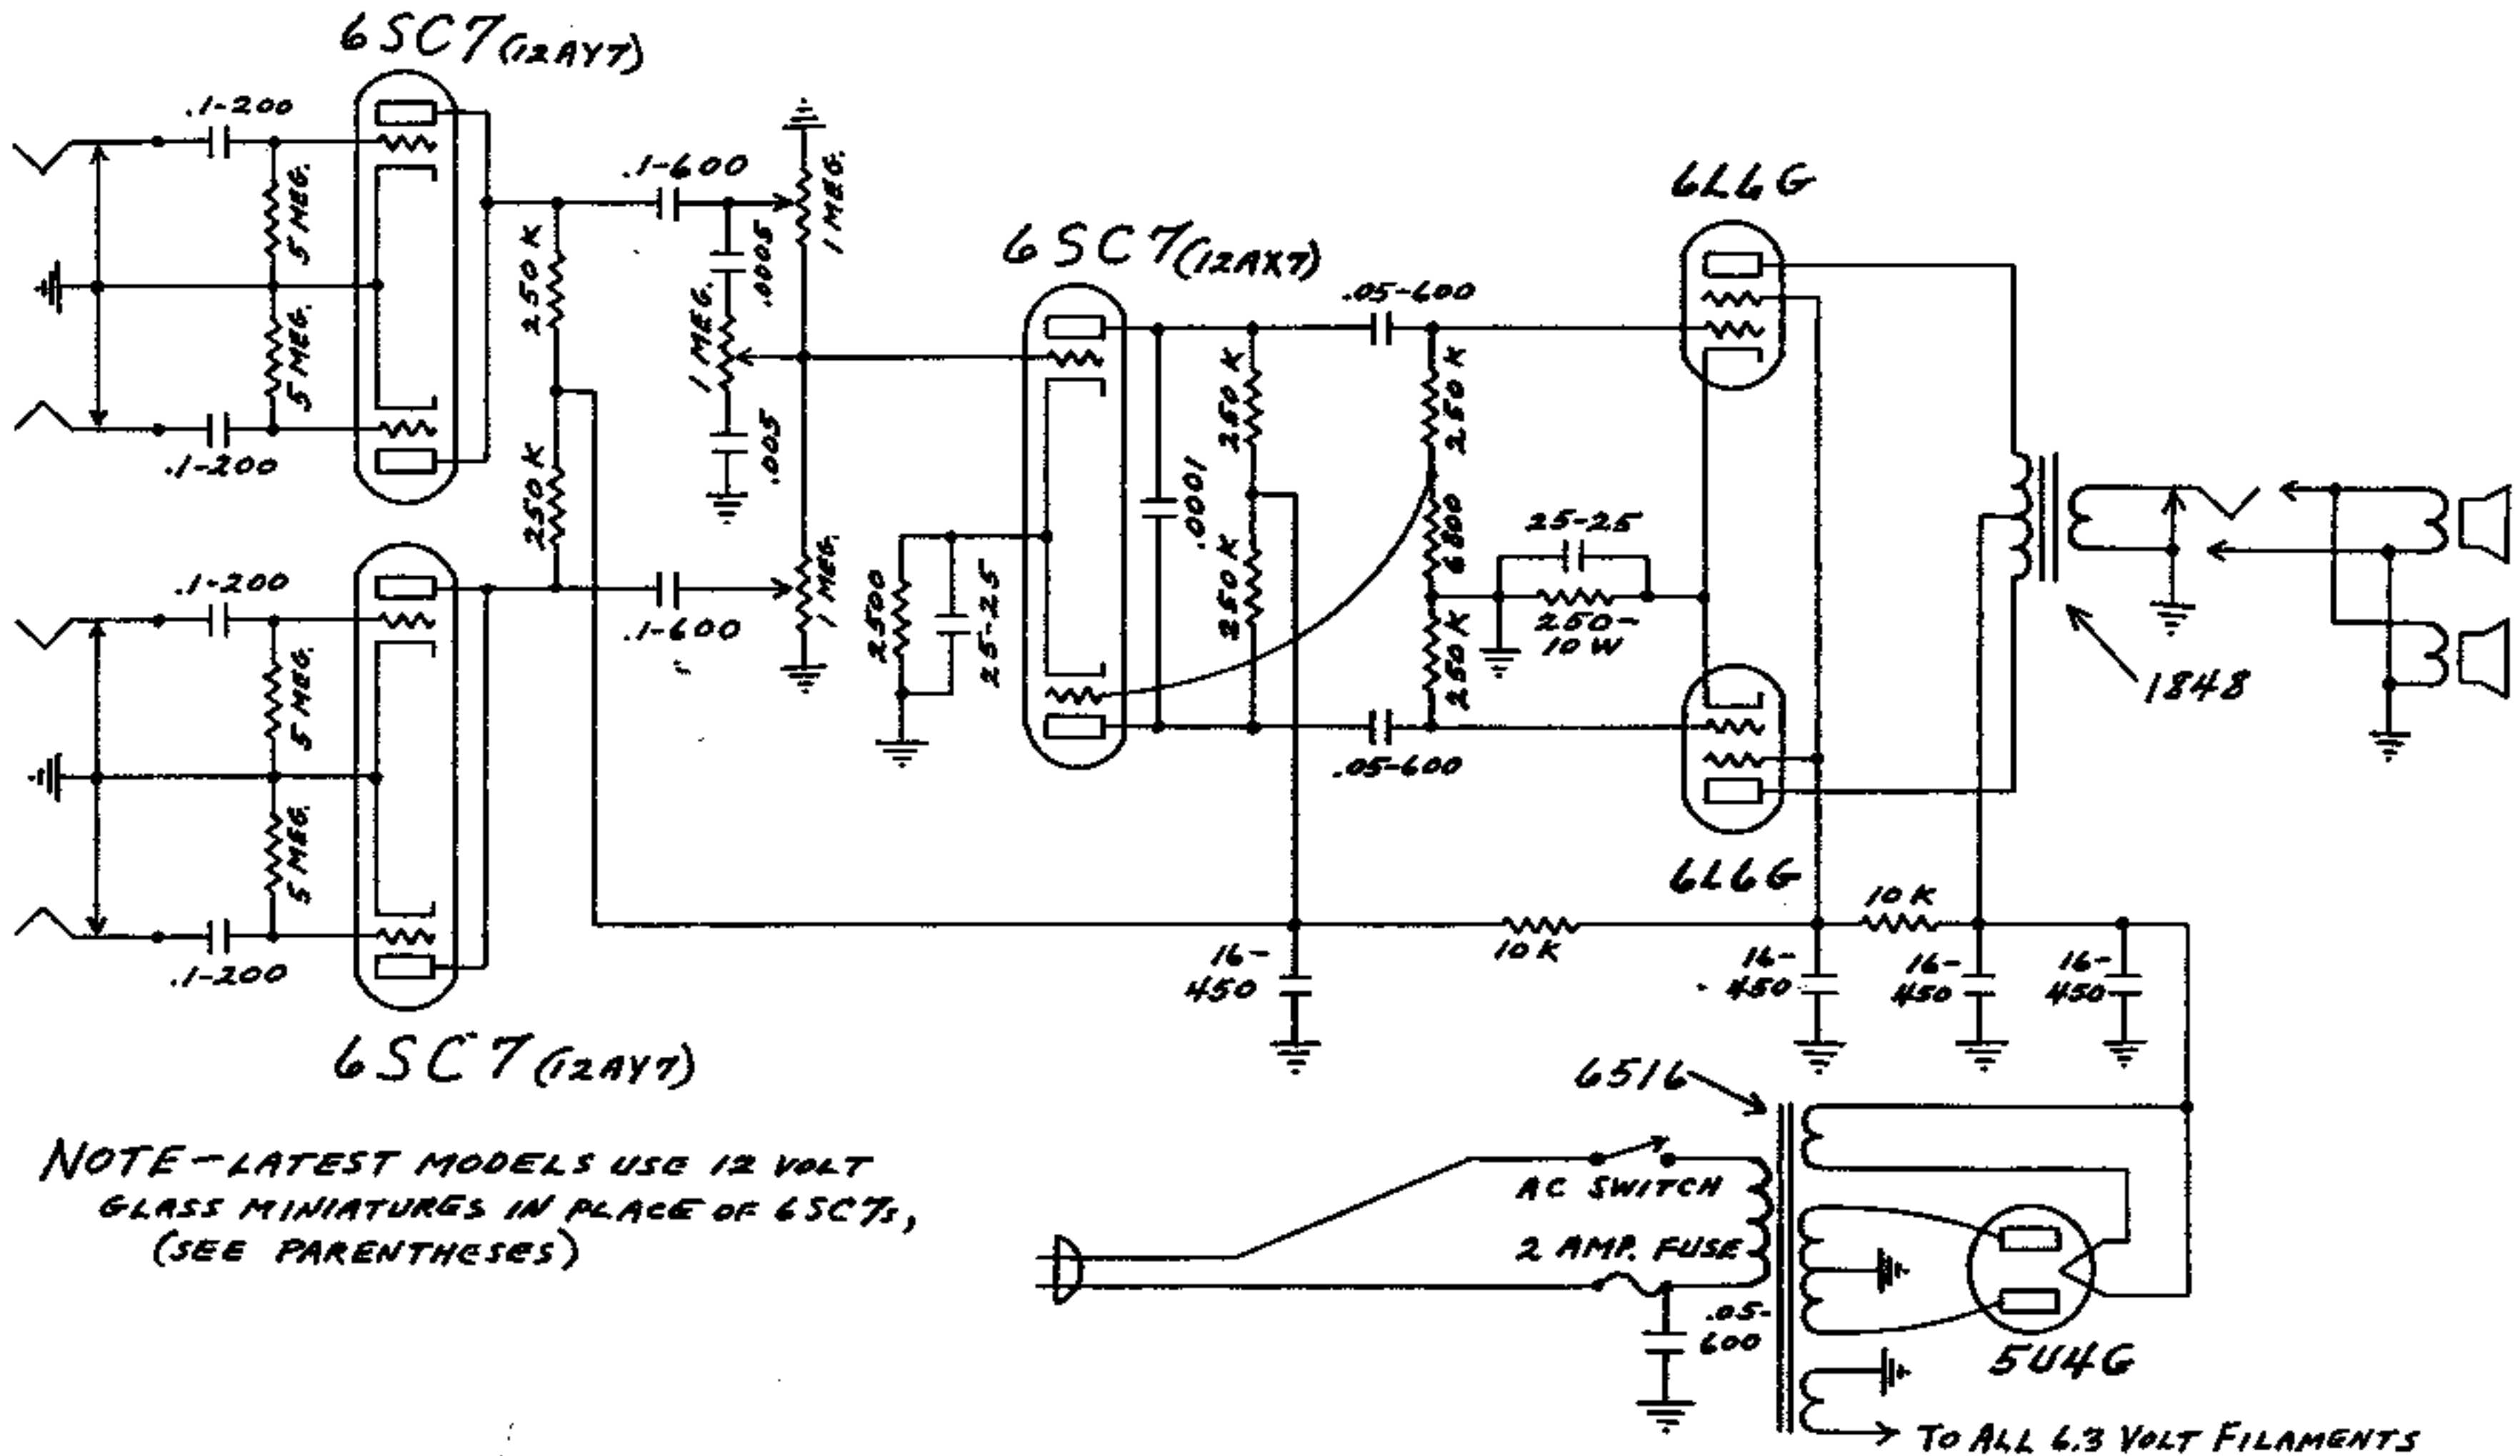 6SC7 (12AY7)
.1-200
5 MEG.
5 MEG.
.1-200
.1-600
1 MEG.
250 K
.0005
1 MEG.
.005
250 K
6SC7 (12AX7)
6L6G
.05-600
250 K
250 K
.0001
6800
25-25
250-
10 W
250 K
250 K
.1-200
.1-600
1 MEG.
2500
25-25
.05-600
1848
5 MEG.
5 MEG.
.1-200
6L6G
10 K
10 K
16-
450
16-
450
16-
450
16-
450
6SC7 (12AY7)
6516
NOTE - LATEST MODELS USE 12 VOLT
GLASS MINIATURES IN PLACE OF 6SC7s,
(SEE PARENTHESES)
AC SWITCH
2 AMP. FUSE
.05-
600
5U4G
TO ALL 6.3 VOLT FILAMENTS